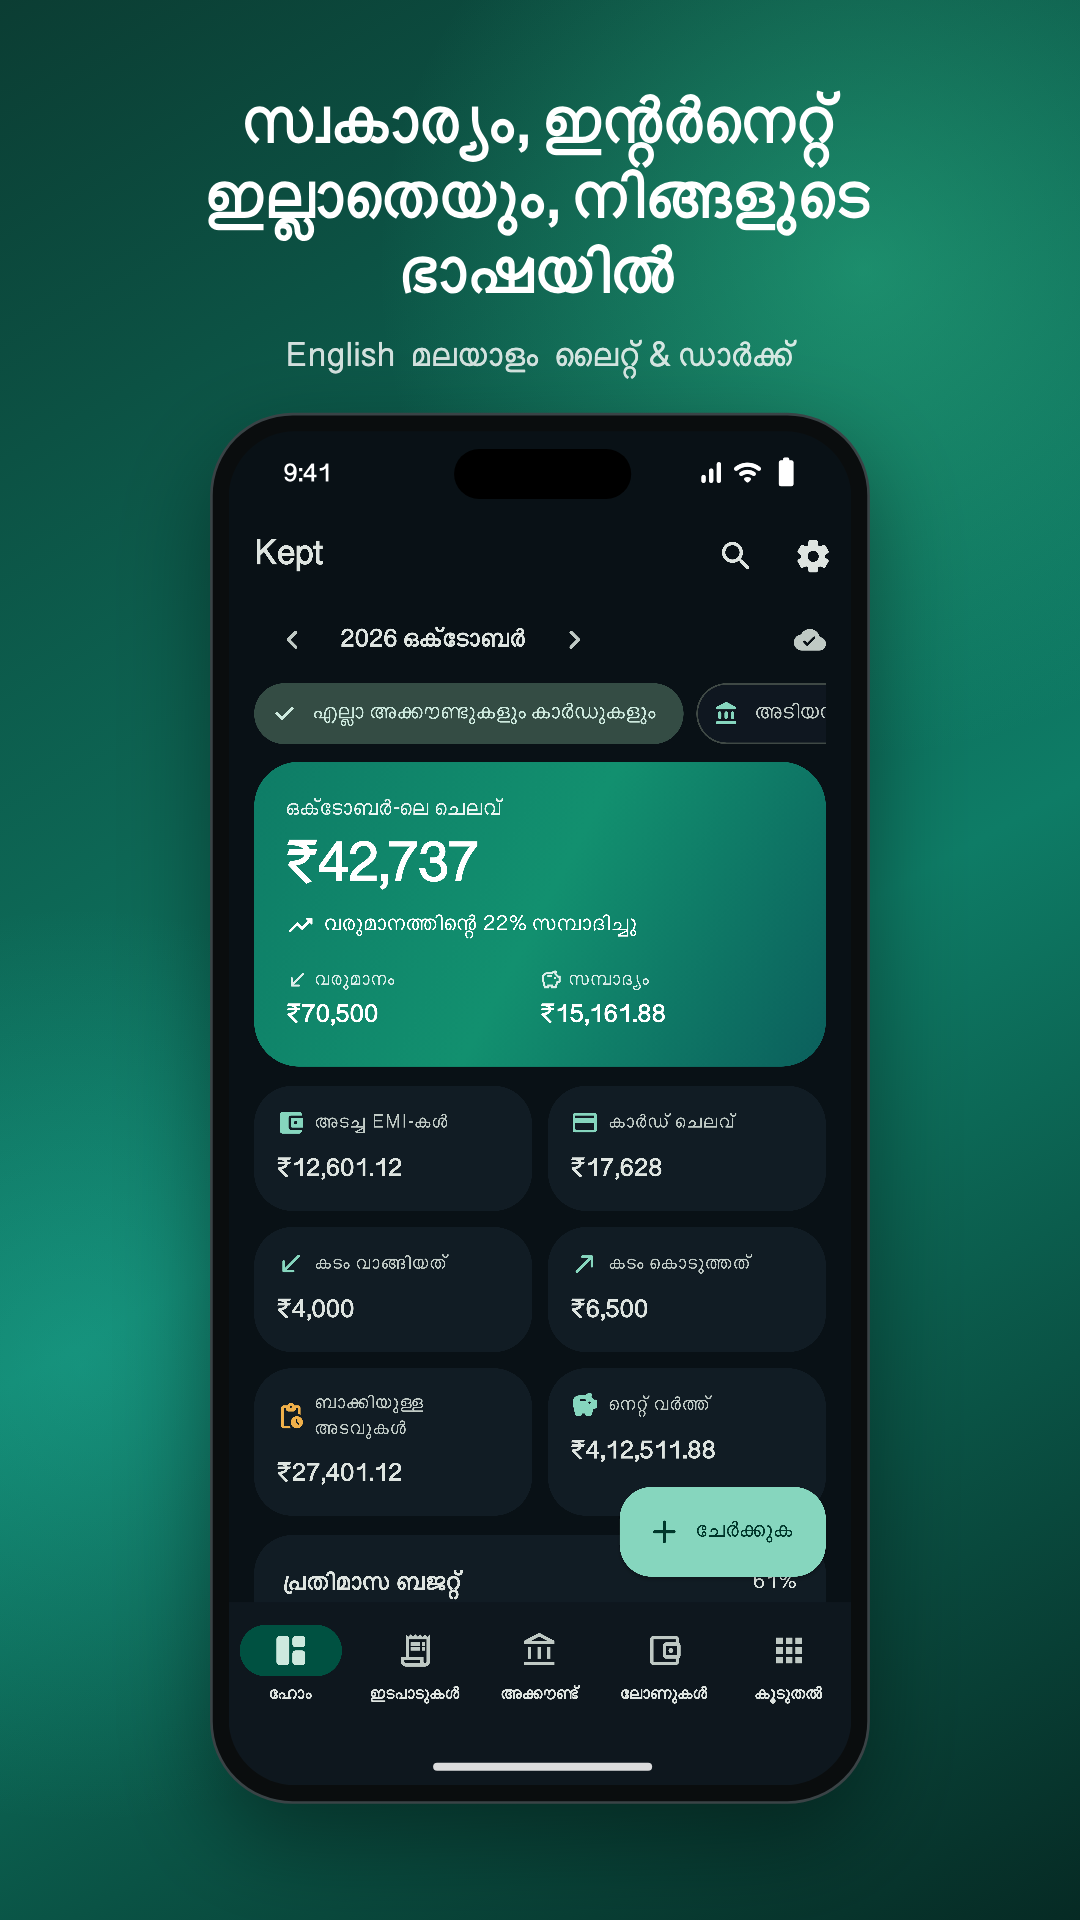 സ്വകാര്യം, ഇന്റർനെറ്റ്
ഇല്ലാതെയും, നിങ്ങളുടെ
ഭാഷയിൽ
English മലയാളം ലൈറ്റ് & ഡാർക്ക്
9:41
Kept
2026 ഒക്ടോബർ
എല്ലാ അക്കൗണ്ടുകളും കാർഡുകളും
ഒക്ടോബർ-ലെ ചെലവ്
₹42,737
വരുമാനത്തിന്റെ 22% സമ്പാദിച്ചു
വരുമാനം സമ്പാദ്യം
₹70,500 ₹15,161.88
അടച്ച EMI-കൾ കാർഡ് ചെലവ്
₹12,601.12 ₹17,628
കടം വാങ്ങിയത് കടം കൊടുത്തത്
₹4,000 ₹6,500
ബാക്കിയുള്ള
അടവുകൾ
₹27,401.12
നെറ്റ് വർത്ത്
₹4,12,511.88
ചേർക്കുക
പ്രതിമാസ ബജറ്റ് 61%
ഹോം ഇടപാടുകൾ അക്കൗണ്ട് ലോണുകൾ കൂടുതൽ